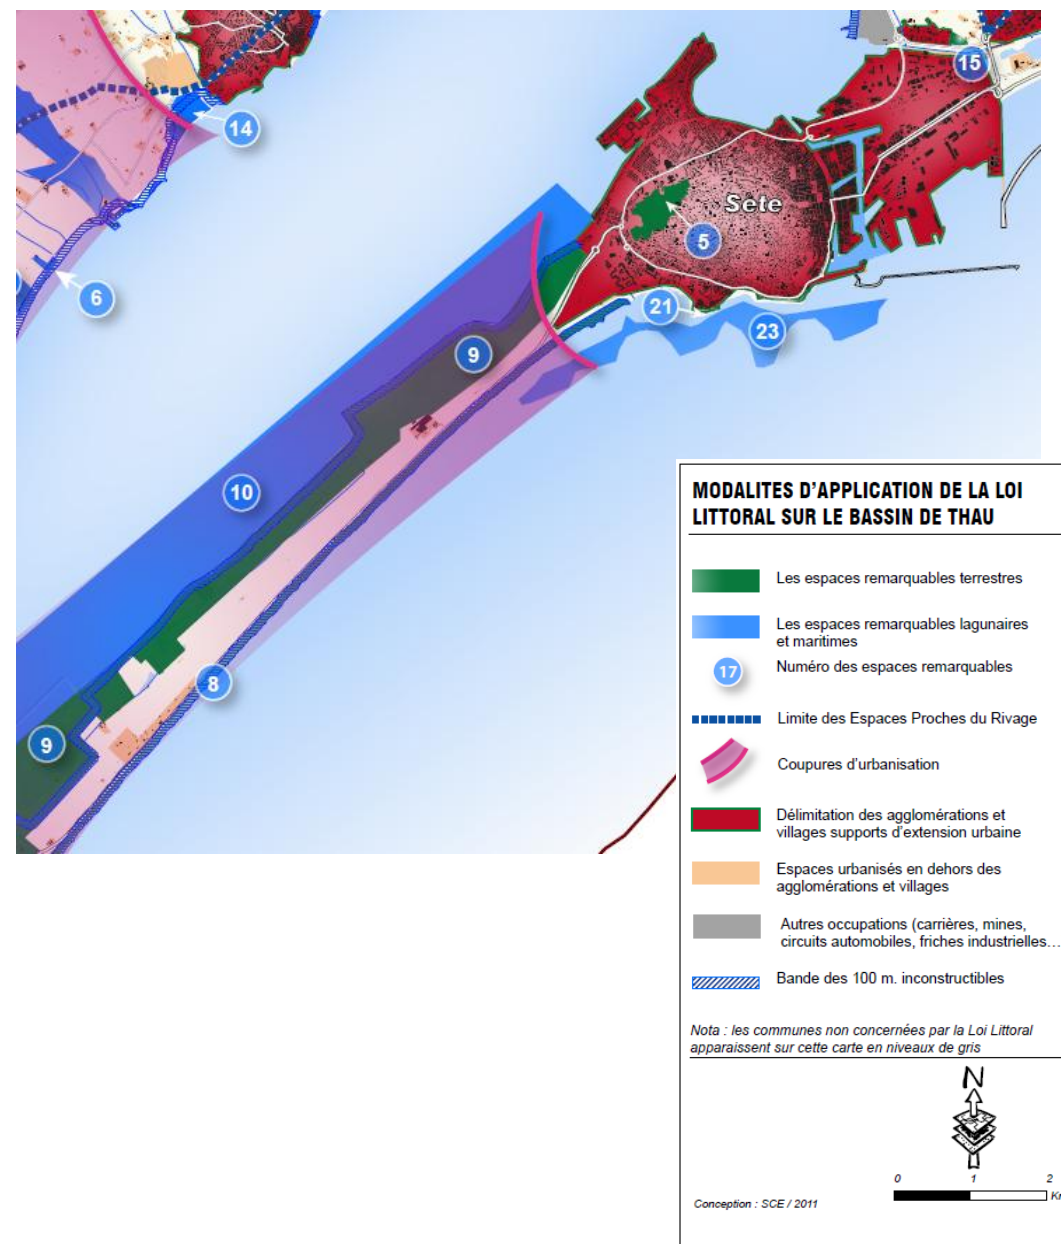 15
14
Sète
5
6
21
23
9
10
8
9
MODALITES D'APPLICATION DE LA LOI
LITTORAL SUR LE BASSIN DE THAU
Les espaces remarquables terrestres
Les espaces remarquables lagunaires
et maritimes
17
Numéro des espaces remarquables
Limite des Espaces Proches du Rivage
Coupures d'urbanisation
Délimitation des agglomérations et
villages supports d'extension urbaine
Espaces urbanisés en dehors des
agglomérations et villages
Autres occupations (carrières, mines,
circuits automobiles, friches industrielles...
Bande des 100 m. inconstructibles
Nota : les communes non concernées par la Loi Littoral
apparaissent sur cette carte en niveaux de gris
N
0 1 2
Conception : SCE / 2011